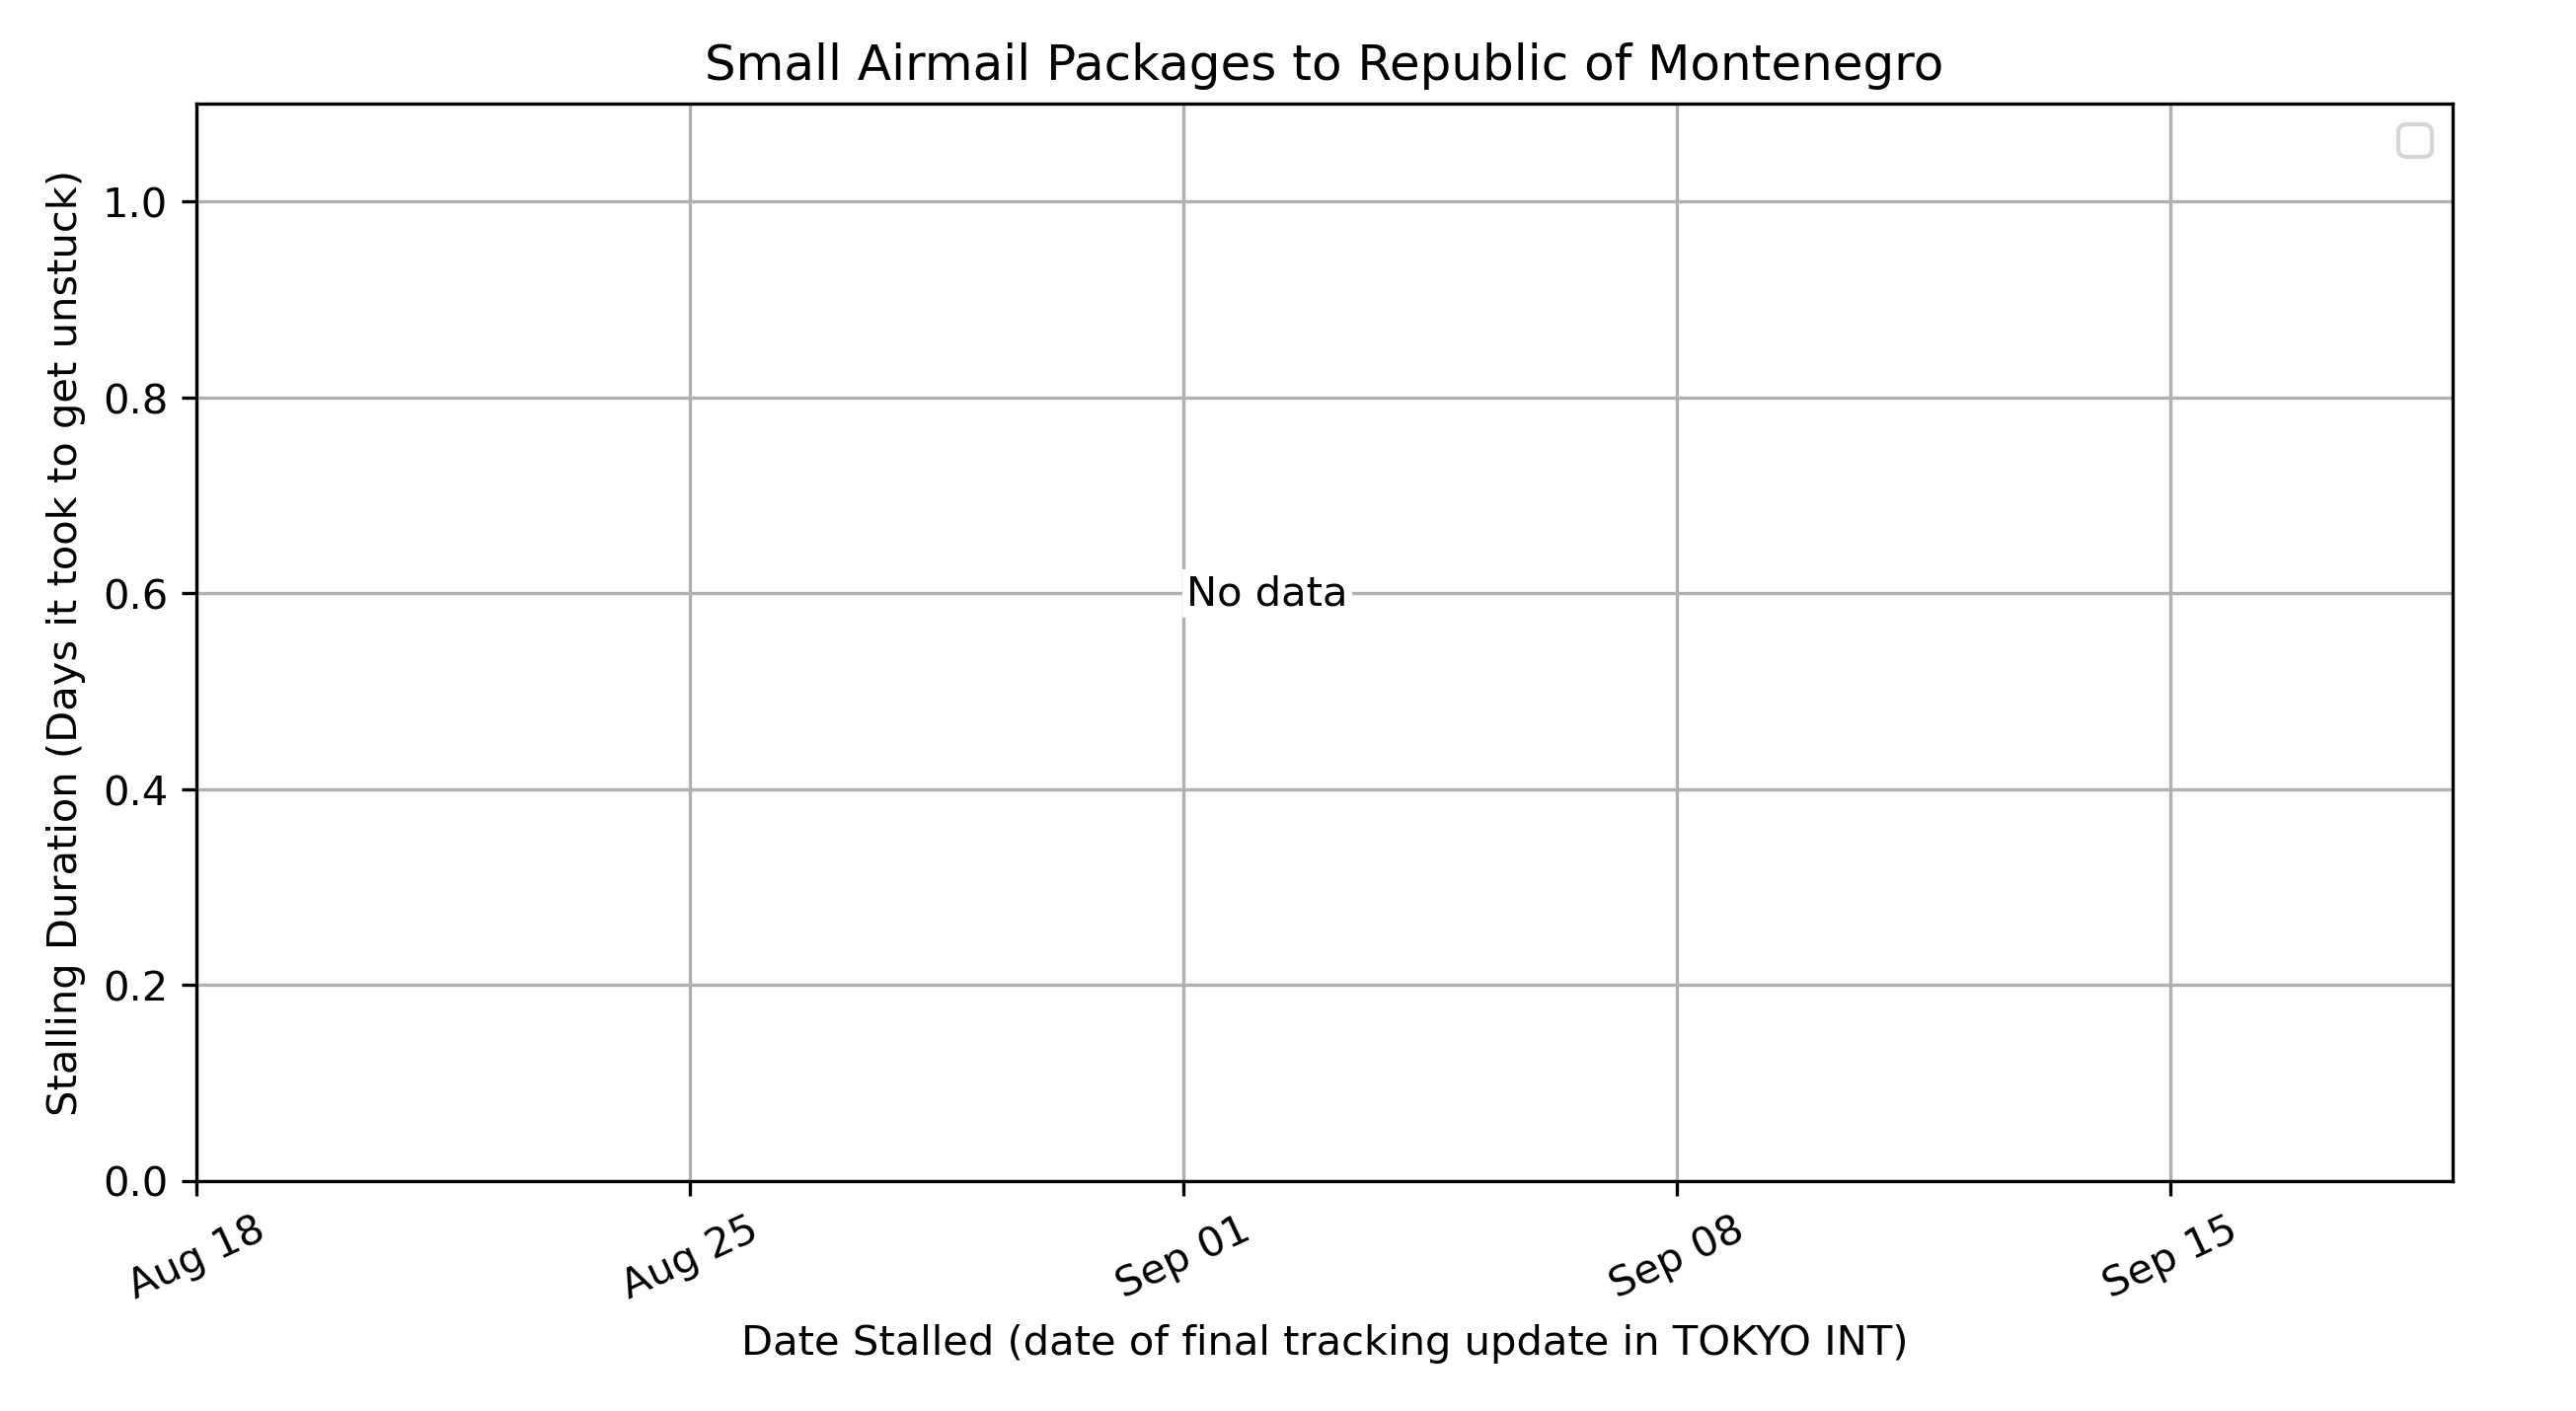 Small Airmail Packages to Republic of Montenegro
Stalling Duration (Days it took to get unstuck)
1.0
0.8
0.6
0.4
0.2
0.0
No data
Aug 18
Aug 25
Sep 01
Sep 08
Sep 15
Date Stalled (date of final tracking update in TOKYO INT)